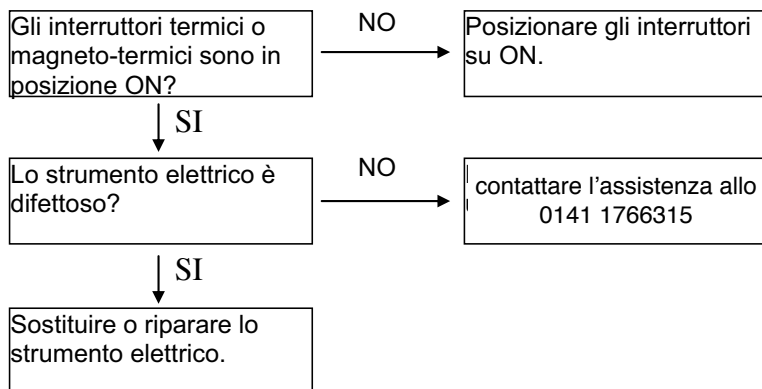 Gli interruttori termici o
magneto-termici sono in
posizione ON?
NO
Posizionare gli interruttori
su ON.
SI
Lo strumento elettrico è
difettoso?
NO
contattare l'assistenza allo
0141 1766315
SI
Sostituire o riparare lo
strumento elettrico.